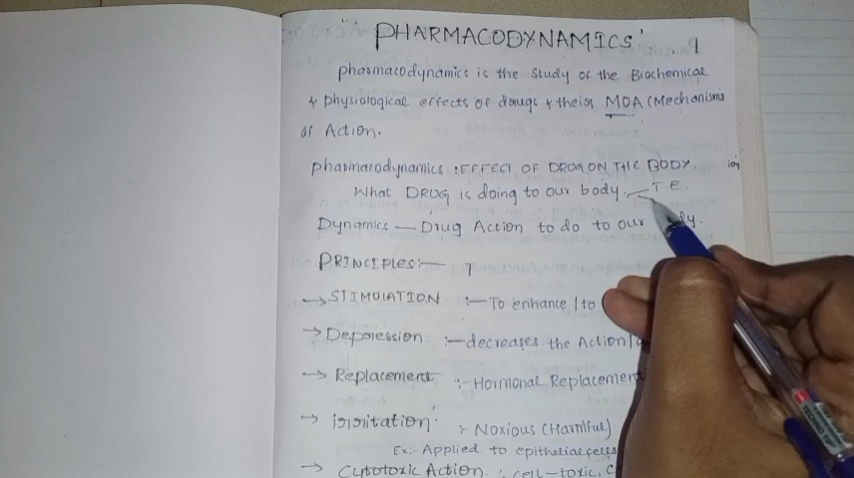 "PHARMACODYNAMICS" 9
pharmacodynamics is the Study of the Biochemical
& physiological effects of drugs & their MOA (Mechanisms
of Action.
pharmacodynamics : EFFECT OF DRUG ON THE BODY.
What DRUG is doing to our body. — T.E.
Dynamics — Drug Action to do to our
PRINCIPles:— T
→ STIMULATION :— To enhance / to
→ Depression :— decreases the Action /
→ Replacement :- Hormonal Replacement
→ irritation :- Noxious (Harmful)
Ex:- Applied to epithelial cells
→ Cytotoxic Action : cell-toxic,